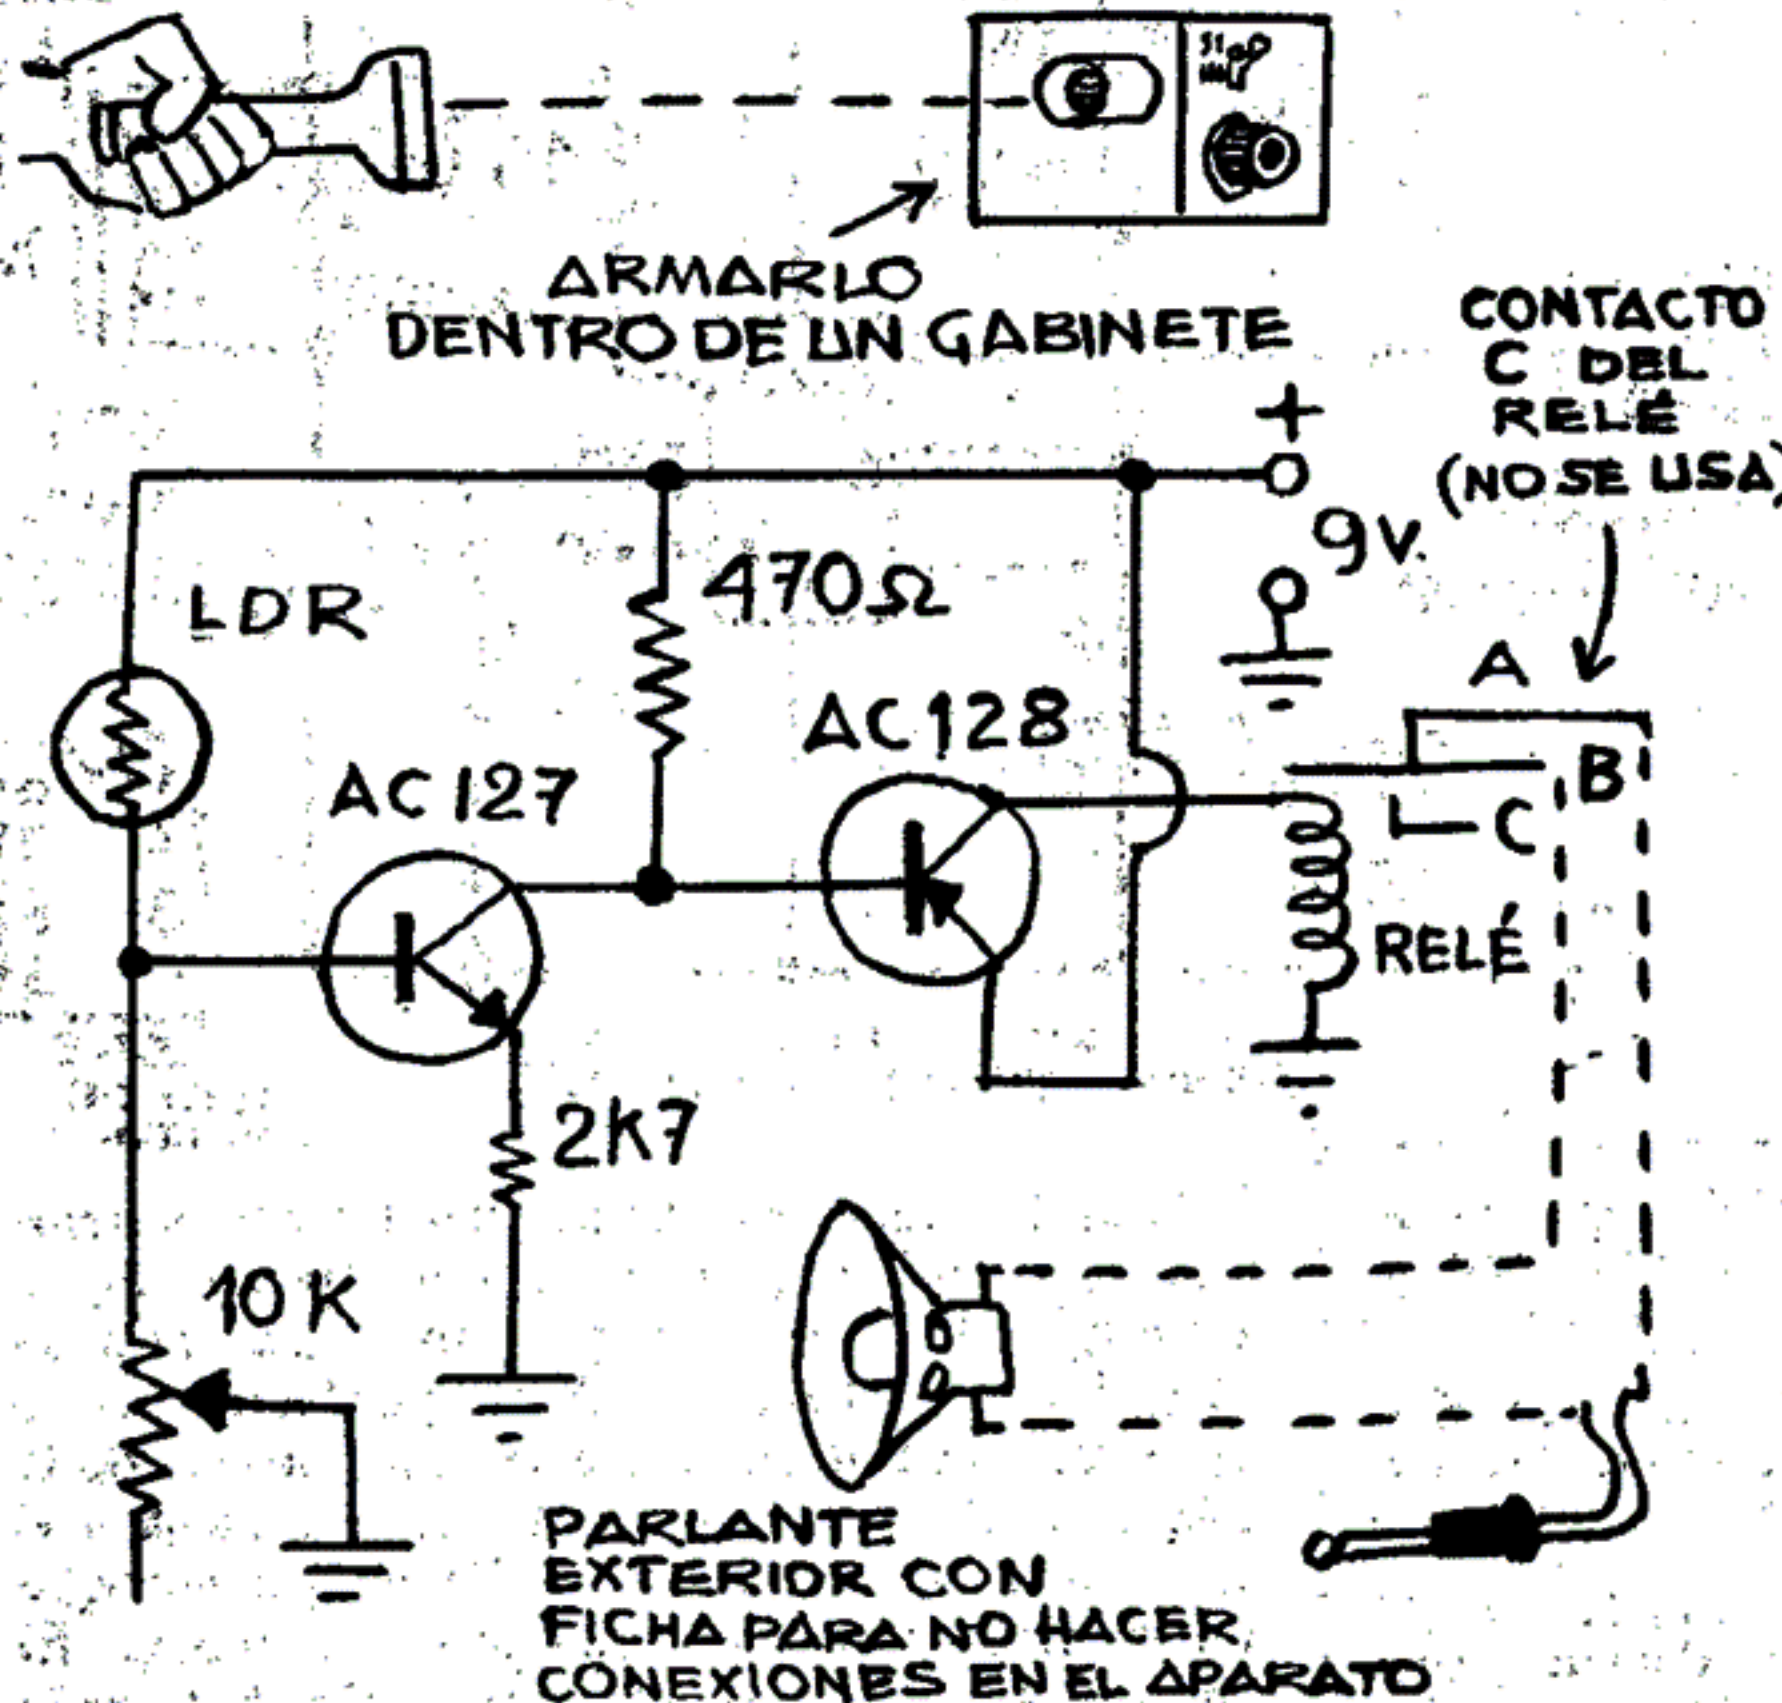 ARMARLO
DENTRO DE UN GABINETE
CONTACTO
C DEL
RELÉ
(NO SE USA)
+
9V.
LDR
470Ω
A
AC128
B
AC127
C
RELÉ
2K7
10K
PARLANTE
EXTERIOR CON
FICHA PARA NO HACER
CONEXIONES EN EL APARATO